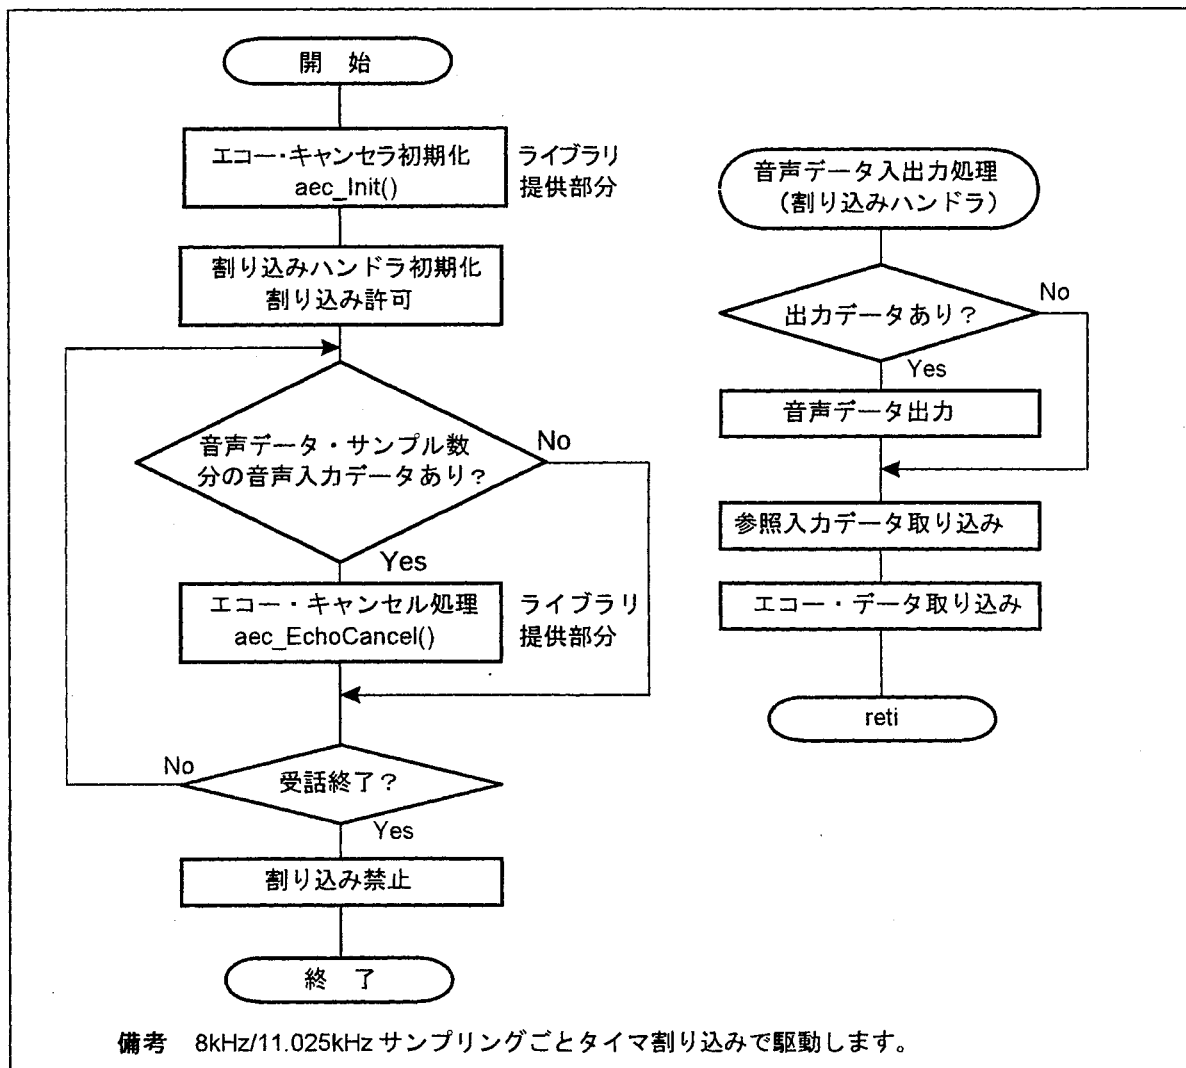 開 始
エコー・キャンセラ初期化
aec_Init()
ライブラリ
提供部分
割り込みハンドラ初期化
割り込み許可
音声データ・サンプル数
分の音声入力データあり？
No
Yes
エコー・キャンセル処理
aec_EchoCancel()
ライブラリ
提供部分
受話終了？
No
Yes
割り込み禁止
終 了
音声データ入出力処理
（割り込みハンドラ）
出力データあり？
No
Yes
音声データ出力
参照入力データ取り込み
エコー・データ取り込み
reti
備考 8kHz/11.025kHz サンプリングごとタイマ割り込みで駆動します。